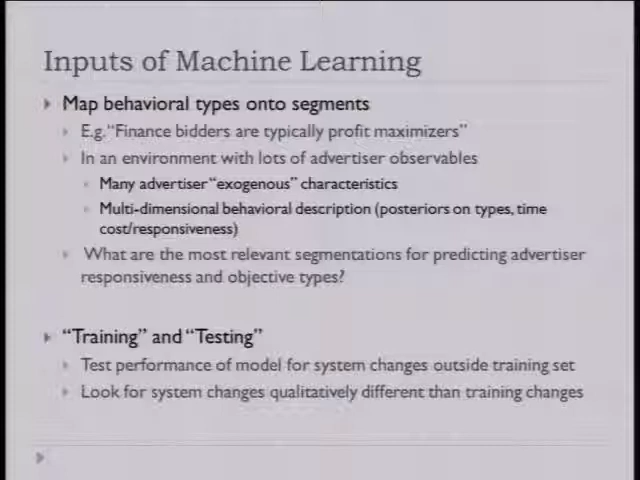 Inputs of Machine Learning
Map behavioral types onto segments
E.g. “Finance bidders are typically profit maximizers”
In an environment with lots of advertiser observables
Many advertiser “exogenous” characteristics
Multi-dimensional behavioral description (posteriors on types, time
cost/responsiveness)
What are the most relevant segmentations for predicting advertiser
responsiveness and objective types?
“Training” and “Testing”
Test performance of model for system changes outside training set
Look for system changes qualitatively different than training changes